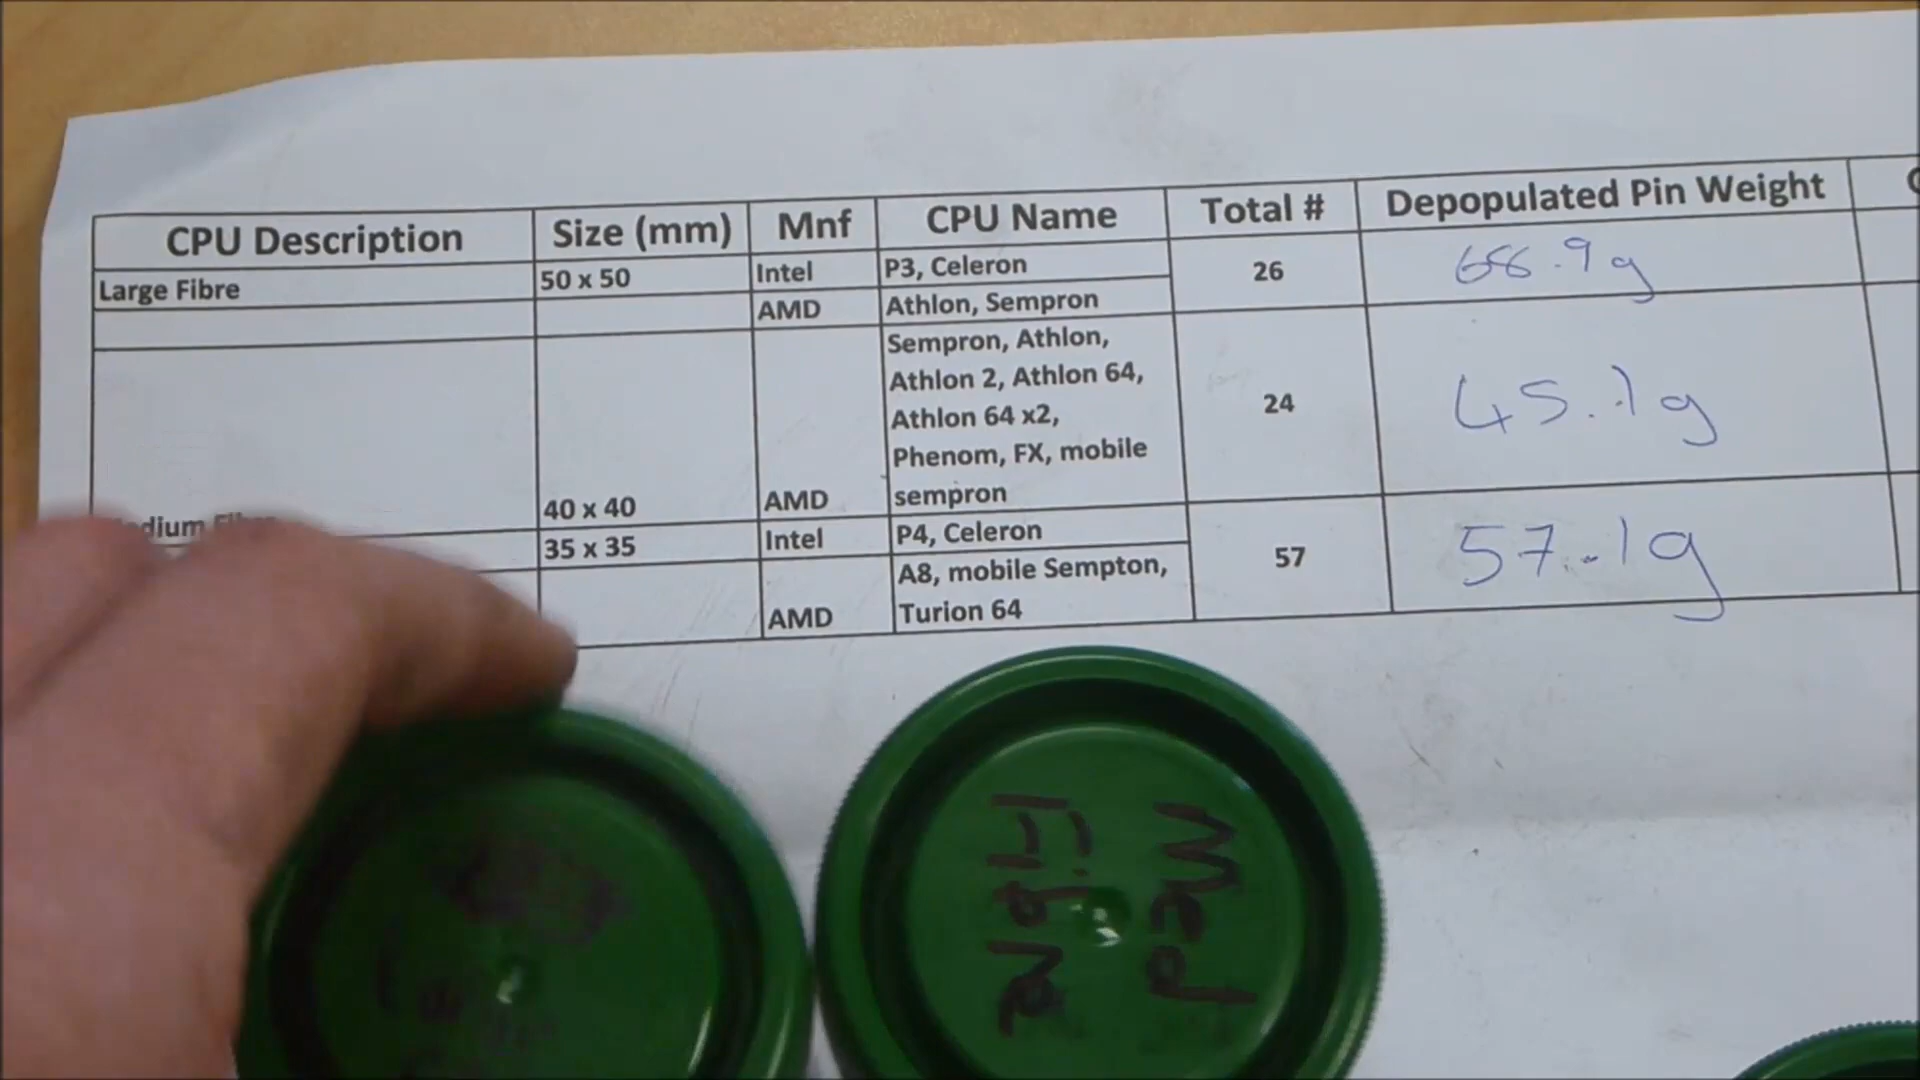 CPU Description Size (mm) Mnf CPU Name Total # Depopulated Pin Weight
Large Fibre 50 x 50 Intel P3, Celeron 26
AMD Athlon, Sempron
Sempron, Athlon,
Athlon 2, Athlon 64,
Athlon 64 x2,
Phenom, FX, mobile
40 x 40 AMD sempron 24 45.1g
35 x 35 Intel P4, Celeron 57 57.1g
A8, mobile Sempton,
AMD Turion 64
Med
Fibre